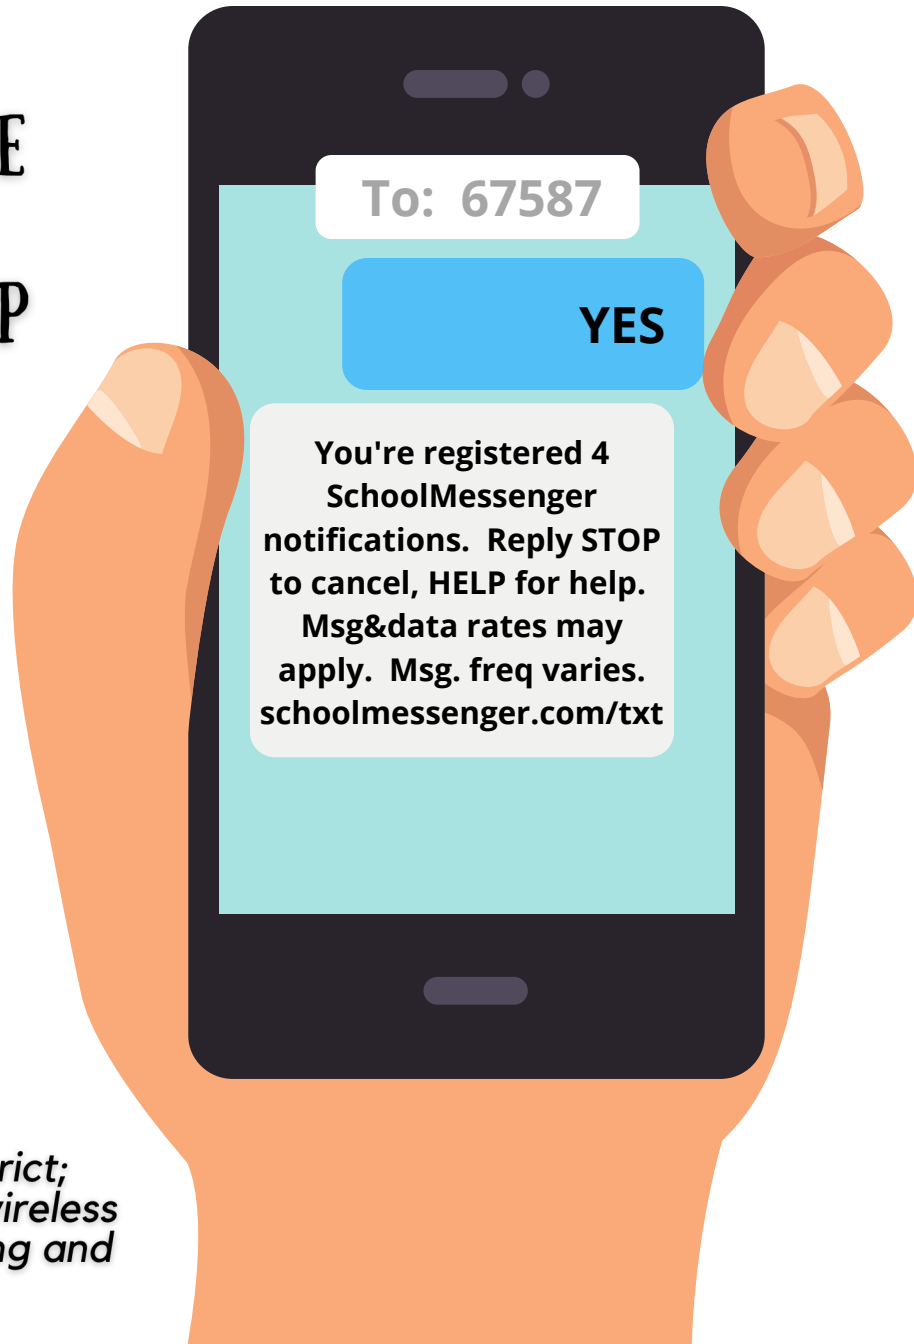 E
P
To:  67587
YES
You're registered 4
SchoolMessenger
notifications.  Reply STOP
to cancel, HELP for help.
Msg&data rates may
apply.  Msg. freq varies.
schoolmessenger.com/txt
rict;
ireless
ng and